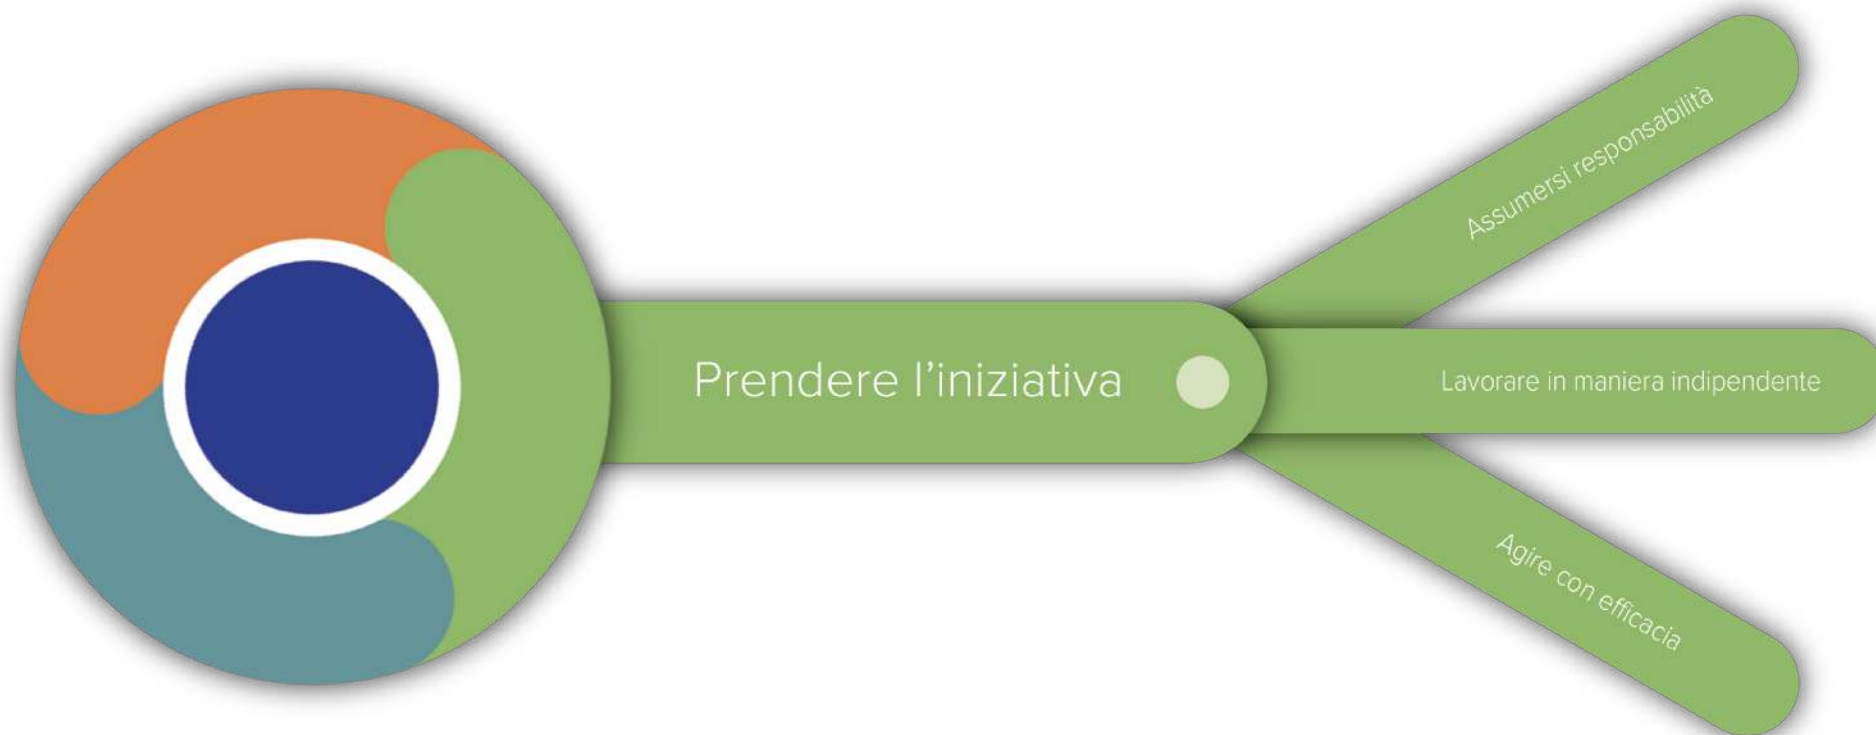 Prendere l’iniziativa
Assumersi responsabilità
Lavorare in maniera indipendente
Agire con efficacia